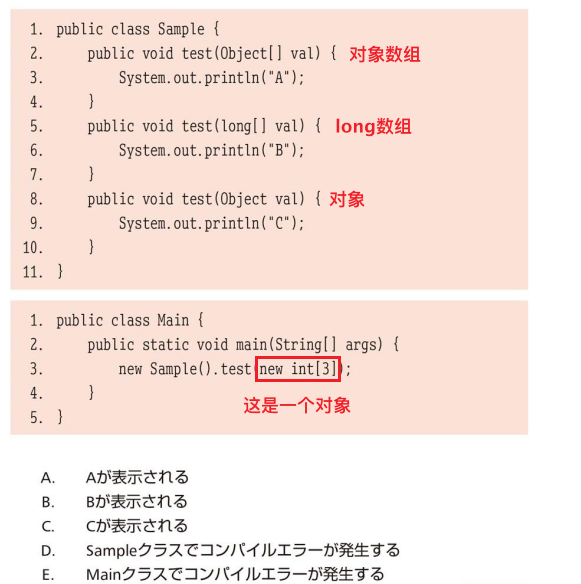 1. public class Sample {
2. public void test(Object[] val) { 对象数组
3. System.out.println("A");
4. }
5. public void test(long[] val) { long数组
6. System.out.println("B");
7. }
8. public void test(Object val) { 对象
9. System.out.println("C");
10. }
11. }
1. public class Main {
2. public static void main(String[] args) {
3. new Sample().test(new int[3]);
4. }
这是一个对象
5. }
A. Aが表示される
B. Bが表示される
C. Cが表示される
D. Sampleクラスでコンパイルエラーが発生する
E. Mainクラスでコンパイルエラーが発生する